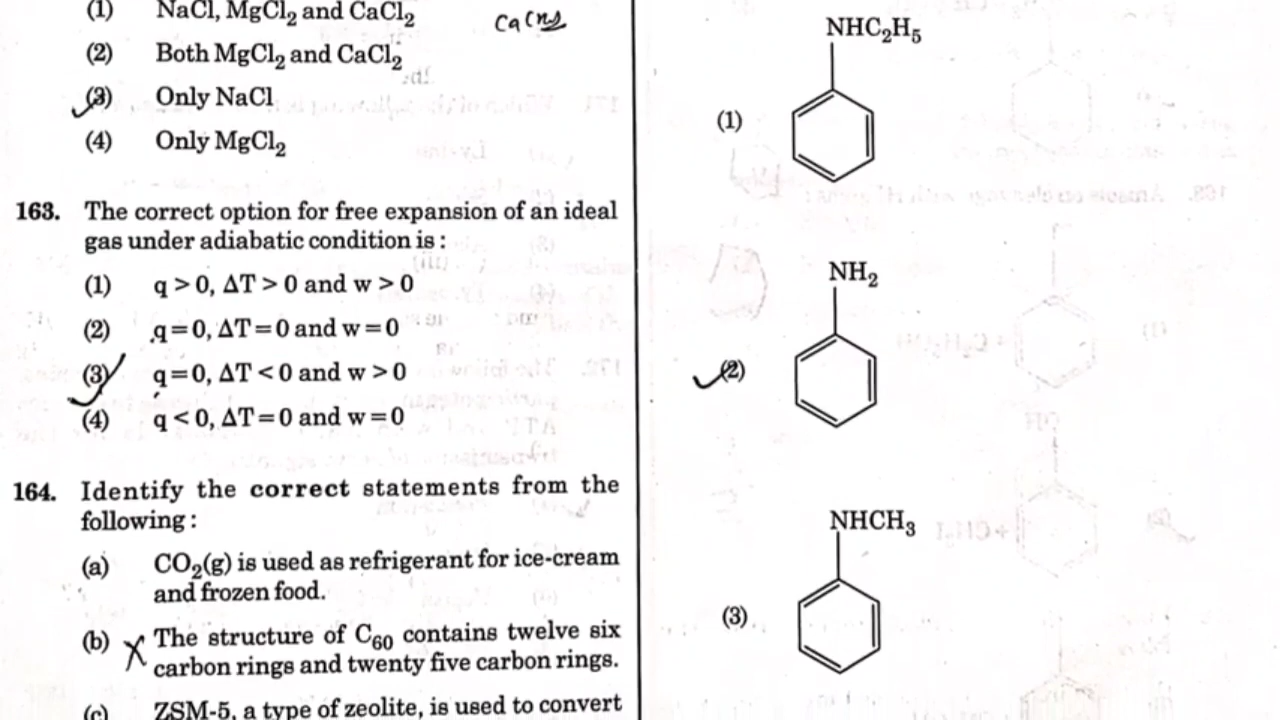 (1) NaCl, MgCl₂ and CaCl₂
(2) Both MgCl₂ and CaCl₂
(3) Only NaCl
(4) Only MgCl₂
163. The correct option for free expansion of an ideal
gas under adiabatic condition is :
(1) q > 0, ΔT > 0 and w > 0
(2) q = 0, ΔT = 0 and w = 0
(3) q = 0, ΔT < 0 and w > 0
(4) q < 0, ΔT = 0 and w = 0
164. Identify the correct statements from the
following :
(a) CO₂(g) is used as refrigerant for ice-cream
and frozen food.
(b) The structure of C₆₀ contains twelve six
carbon rings and twenty five carbon rings.
(c) ZSM-5, a type of zeolite, is used to convert
NHC₂H₅
(1)
NH₂
(2)
NHCH₃
(3)